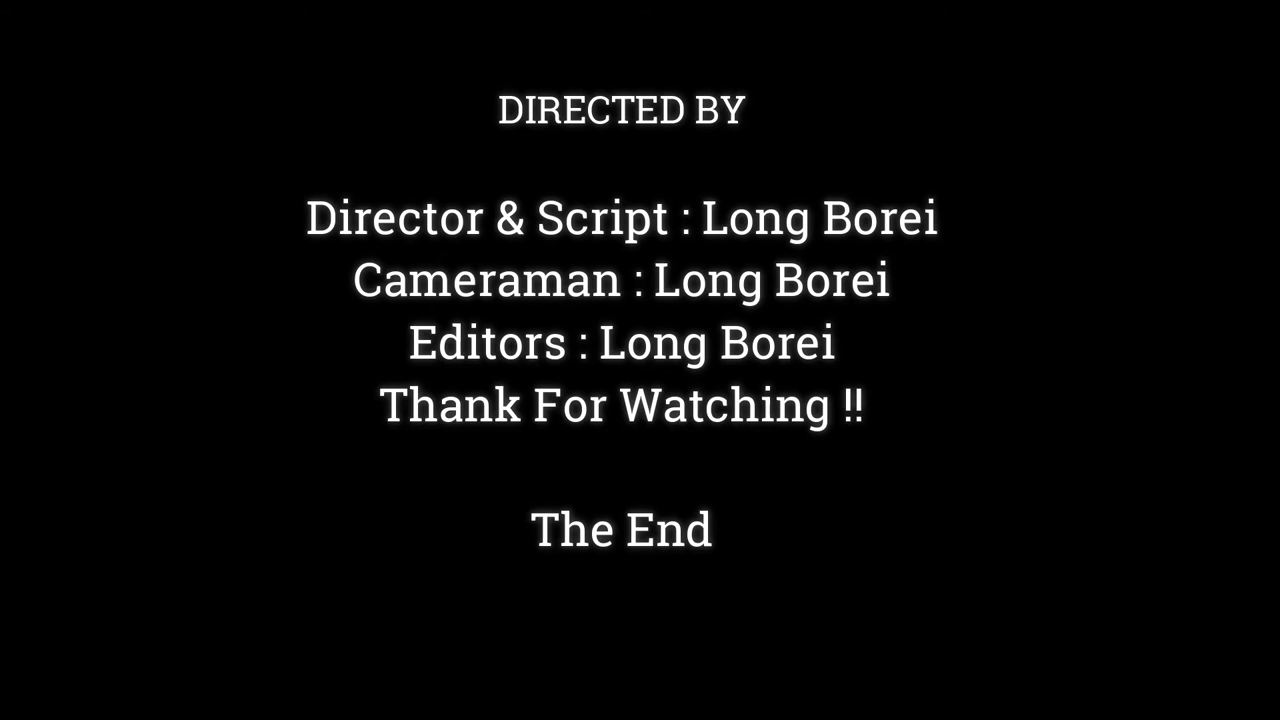 DIRECTED BY
Director & Script : Long Borei
Cameraman : Long Borei
Editors : Long Borei
Thank For Watching !!
The End